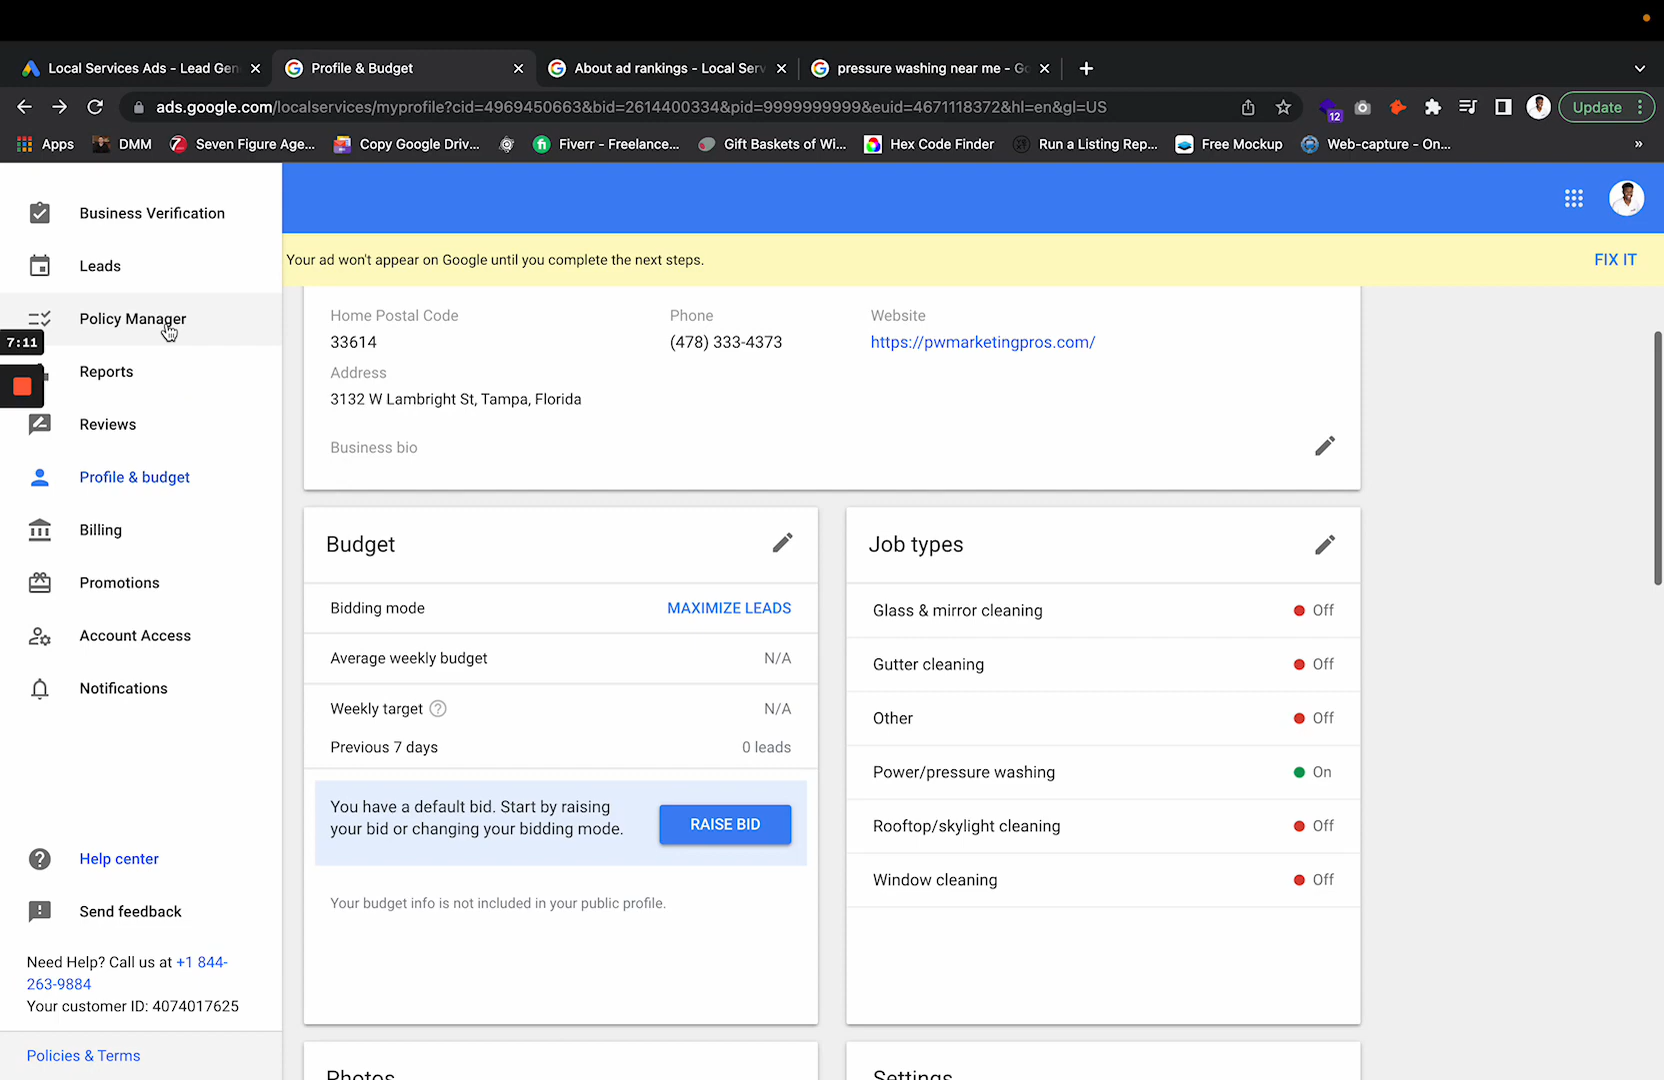 Local Services Ads - Lead Gen
Profile & Budget
About ad rankings - Local Serv
pressure washing near me - Go
ads.google.com/localservices/myprofile?cid=4969450663&bid=2614400334&pid=9999999999&euid=4671118372&hl=en&gl=US
12
Update
Apps
DMM
Seven Figure Age...
Copy Google Driv...
Fiverr - Freelance...
Gift Baskets of Wi...
Hex Code Finder
Run a Listing Rep...
Free Mockup
Web-capture - On...
»
Business Verification
Leads
Policy Manager
7:11
Reports
Reviews
Profile & budget
Billing
Promotions
Account Access
Notifications
Help center
Send feedback
Need Help? Call us at +1 844-
263-9884
Your customer ID: 4074017625
Policies & Terms
Your ad won't appear on Google until you complete the next steps.
FIX IT
Home Postal Code
33614
Phone
(478) 333-4373
Website
https://pwmarketingpros.com/
Address
3132 W Lambright St, Tampa, Florida
Business bio
Budget
Bidding mode
MAXIMIZE LEADS
Average weekly budget
N/A
Weekly target
N/A
Previous 7 days
0 leads
You have a default bid. Start by raising
your bid or changing your bidding mode.
RAISE BID
Your budget info is not included in your public profile.
Job types
Glass & mirror cleaning
Off
Gutter cleaning
Off
Other
Off
Power/pressure washing
On
Rooftop/skylight cleaning
Off
Window cleaning
Off
Photos
Settings